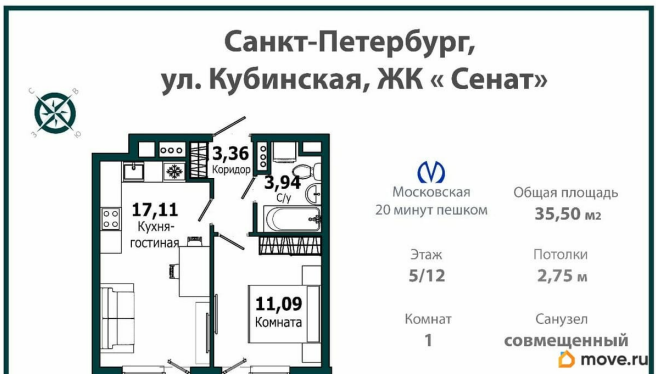 Санкт-Петербург,
ул. Кубинская, ЖК « Сенат»
С
В
З
Ю
3,36
Коридор
3,94
С/у
17,11
Кухня-
гостиная
11,09
Комната
Московская
20 минут пешком
Общая площадь
35,50 м2
Этаж
5/12
Потолки
2,75 м
Комнат
1
Санузел
совмещенный
move.ru